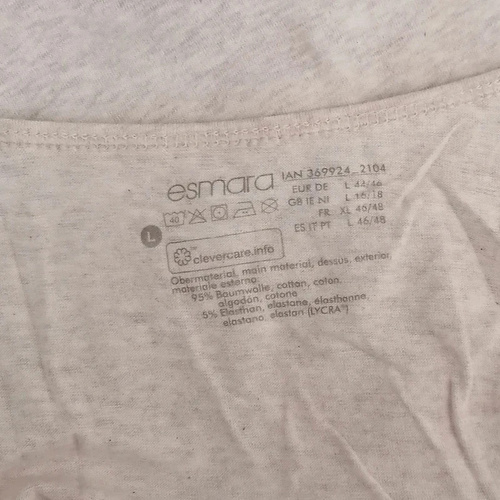 esmara IAN 369924_2104
EUR DE L 44/46
GB IE NI L 16/18
FR XL 46/48
ES IT PT L 46/48
40
L
clevercare.info
Obermaterial, main material, dessus, exterior,
materiale esterno:
95% Baumwolle, cotton, coton,
algodón, cotone
5% Elasthan, elastane, élasthanne,
elastano, elastan (LYCRA®)